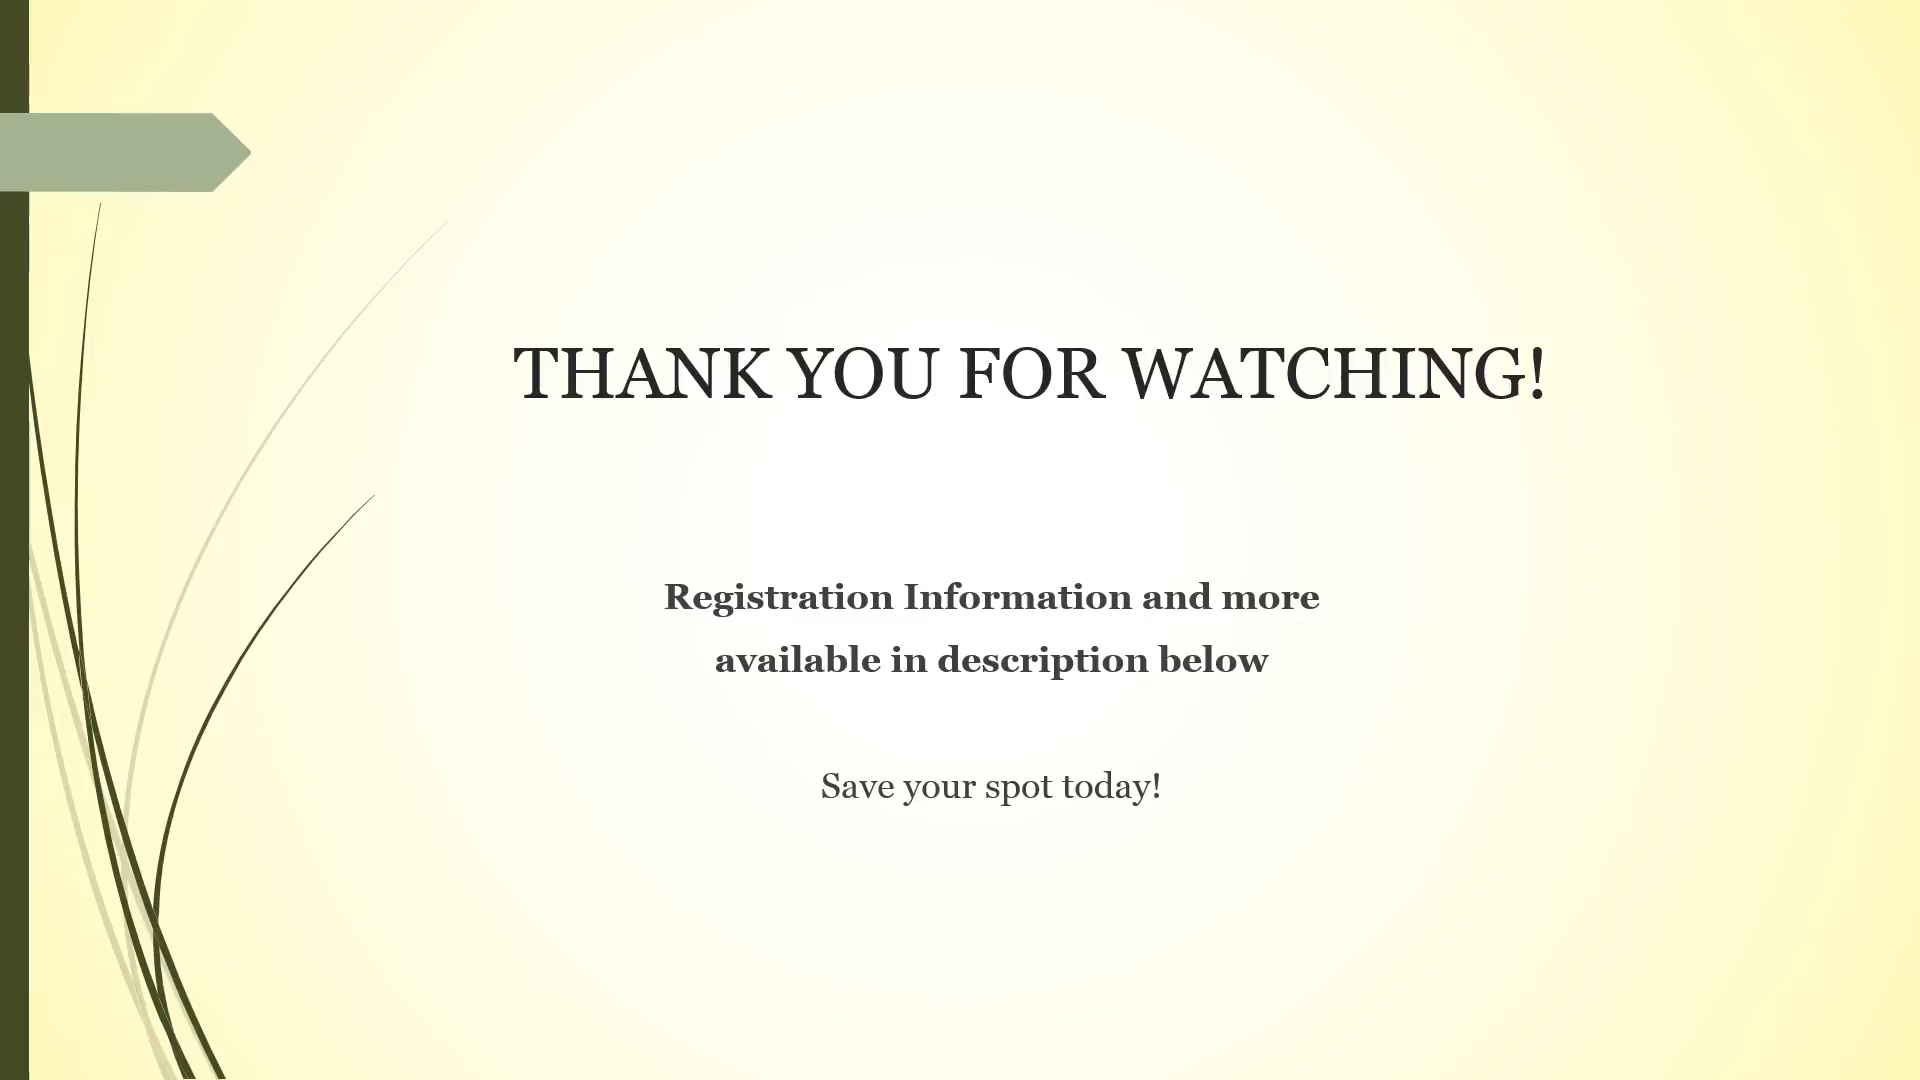 THANK YOU FOR WATCHING!
Registration Information and more
available in description below
Save your spot today!